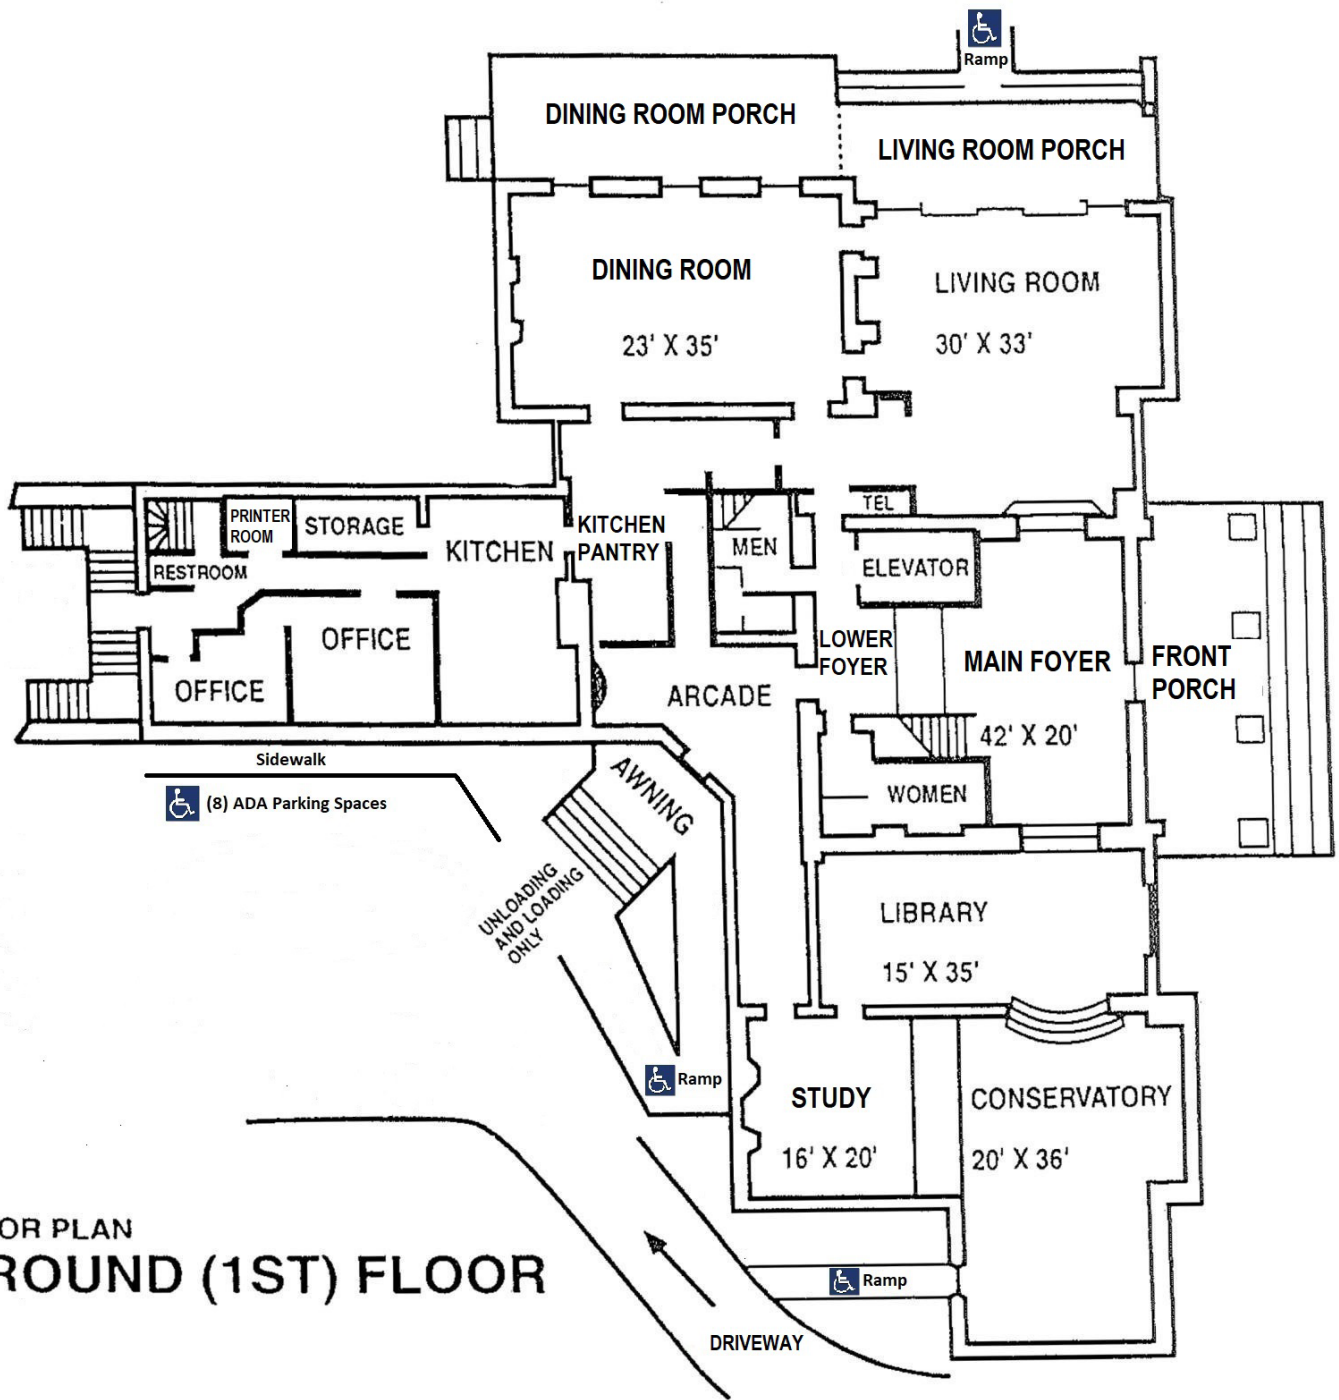 Ramp
DINING ROOM PORCH
LIVING ROOM PORCH
DINING ROOM
23' X 35'
LIVING ROOM
30' X 33'
PRINTER
ROOM
STORAGE
RESTROOM
KITCHEN
KITCHEN
PANTRY
MEN
TEL
ELEVATOR
OFFICE
OFFICE
LOWER
FOYER
MAIN FOYER
42' X 20'
FRONT
PORCH
ARCADE
Sidewalk
(8) ADA Parking Spaces
AWNING
WOMEN
UNLOADING
AND LOADING
ONLY
LIBRARY
15' X 35'
Ramp
STUDY
16' X 20'
CONSERVATORY
20' X 36'
OR PLAN
ROUND (1ST) FLOOR
Ramp
DRIVEWAY